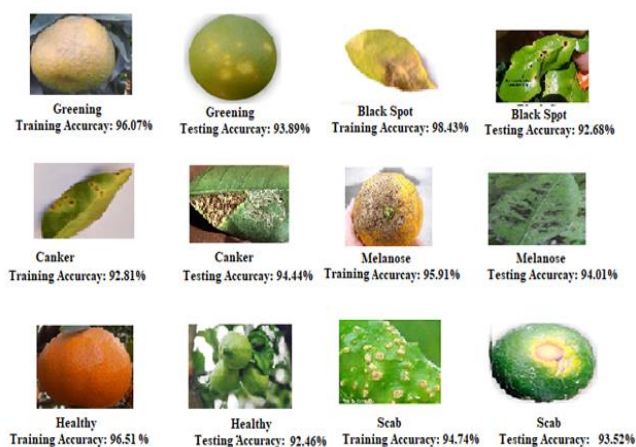 Greening
Training Accurcay: 96.07%
Greening
Testing Accurcay: 93.89%
Black Spot
Training Accurcay: 98.43%
Black Spot
Testing Accurcay: 92.68%
Canker
Training Accurcay: 92.81%
Canker
Testing Accurcay: 94.44%
Melanose
Training Accurcay: 95.91%
Melanose
Testing Accurcay: 94.01%
Healthy
Training Accurcay: 96.51%
Healthy
Testing Accurcay: 92.46%
Scab
Training Accurcay: 94.74%
Scab
Testing Accurcay: 93.52%